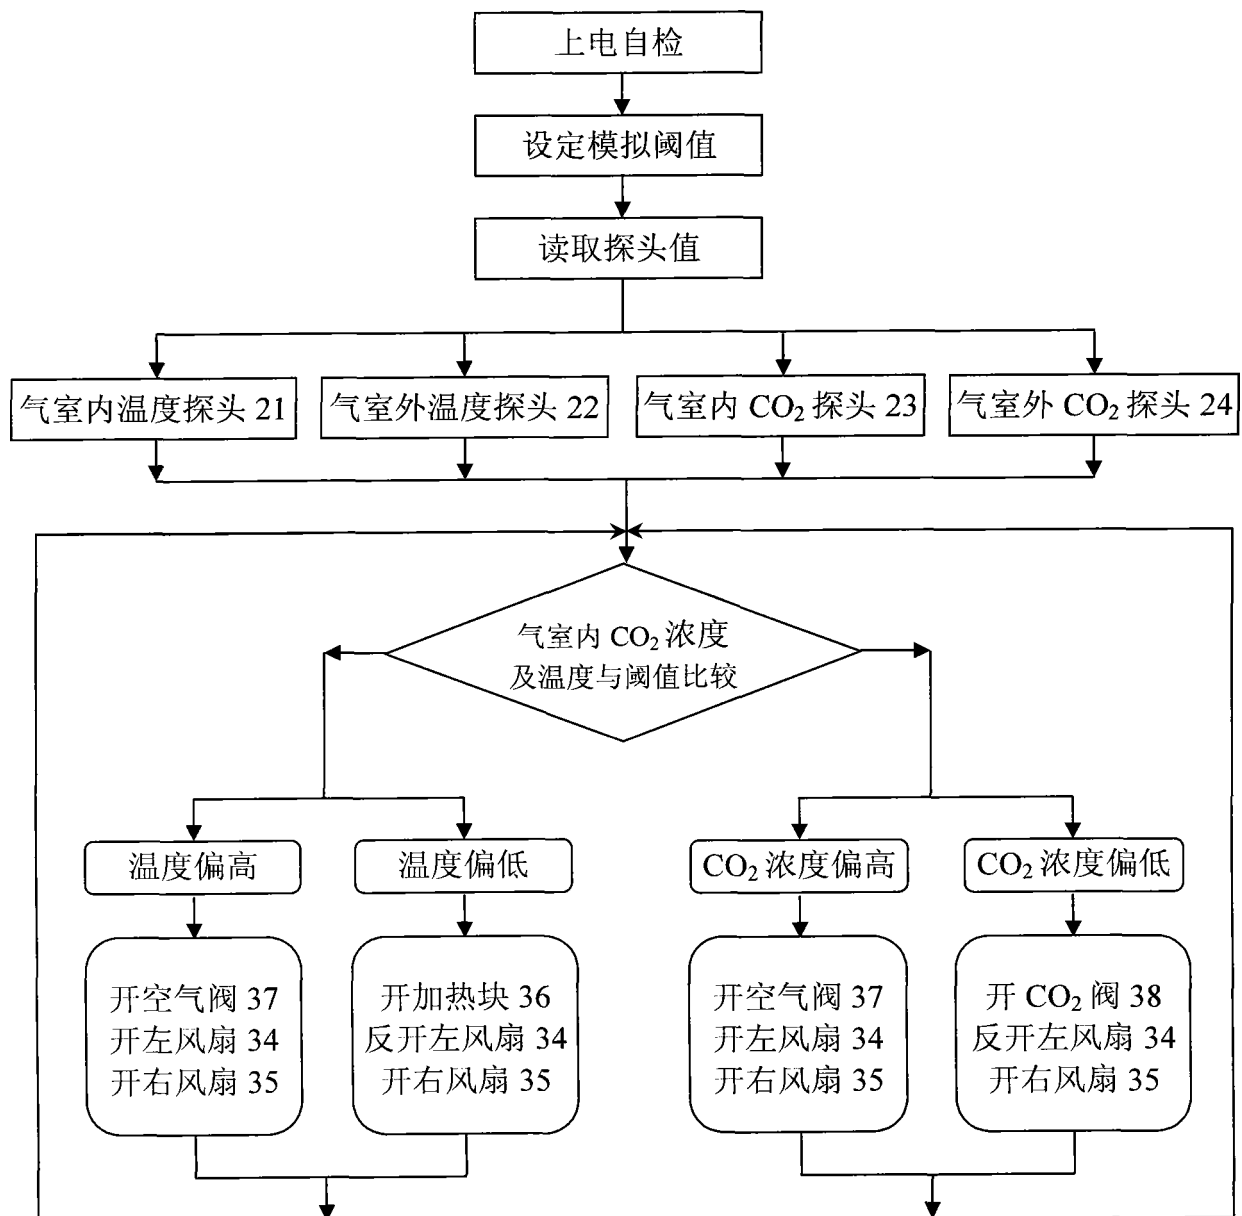 上电自检
设定模拟阈值
读取探头值
气室内温度探头 21
气室外温度探头 22
气室内 CO₂ 探头 23
气室外 CO₂ 探头 24
气室内 CO₂ 浓度
及温度与阈值比较
温度偏高
温度偏低
CO₂ 浓度偏高
CO₂ 浓度偏低
开空气阀 37
开左风扇 34
开右风扇 35
开加热块 36
反开左风扇 34
开右风扇 35
开空气阀 37
开左风扇 34
开右风扇 35
开 CO₂ 阀 38
反开左风扇 34
开右风扇 35